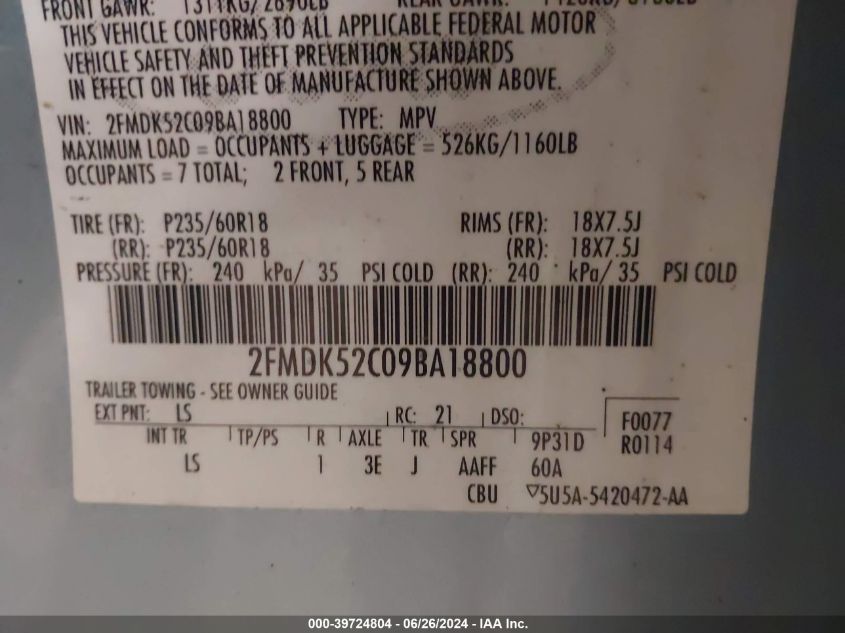 FRONT GAWR: 1311KG/2890LB
THIS VEHICLE CONFORMS TO ALL APPLICABLE FEDERAL MOTOR
VEHICLE SAFETY AND THEFT PREVENTION STANDARDS
IN EFFECT ON THE DATE OF MANUFACTURE SHOWN ABOVE.
VIN: 2FMDK52C09BA18800 TYPE: MPV
MAXIMUM LOAD = OCCUPANTS + LUGGAGE = 526KG/1160LB
OCCUPANTS = 7 TOTAL; 2 FRONT, 5 REAR
TIRE (FR): P235/60R18 RIMS (FR): 18X7.5J
(RR): P235/60R18 (RR): 18X7.5J
PRESSURE (FR): 240 kPa/ 35 PSI COLD (RR): 240 kPa/ 35 PSI COLD
2FMDK52C09BA18800
TRAILER TOWING - SEE OWNER GUIDE
EXT PNT: LS RC: 21 DSO: F0077
INT TR TP/PS R AXLE TR SPR 9P31D R0114
LS 1 3E J AAFF 60A
CBU ▽5U5A-5420472-AA
000-39724804 - 06/26/2024 - IAA Inc.